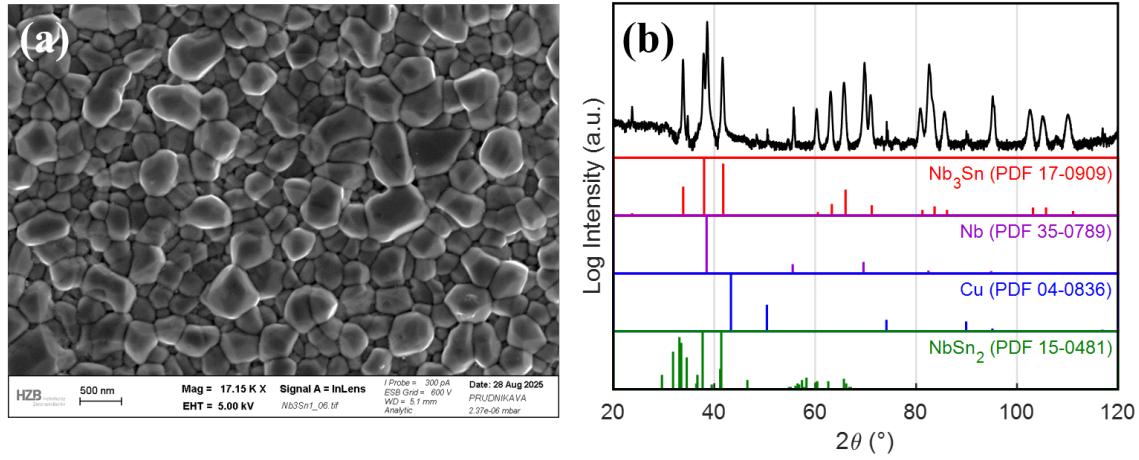 (a)
HZB Helmholtz
Zentrum Berlin
500 nm
Mag = 17.15 K X
EHT = 5.00 kV
Signal A = InLens
Nb3Sn1_06.tif
I Probe = 300 pA
ESB Grid = 600 V
WD = 5.1 mm
Analytic
Date: 28 Aug 2025
PRUDNIKAVA
2.37e-06 mbar
(b)
Log Intensity (a.u.)
Nb₃Sn (PDF 17-0909)
Nb (PDF 35-0789)
Cu (PDF 04-0836)
NbSn₂ (PDF 15-0481)
20 40 60 80 100 120
2θ (°)